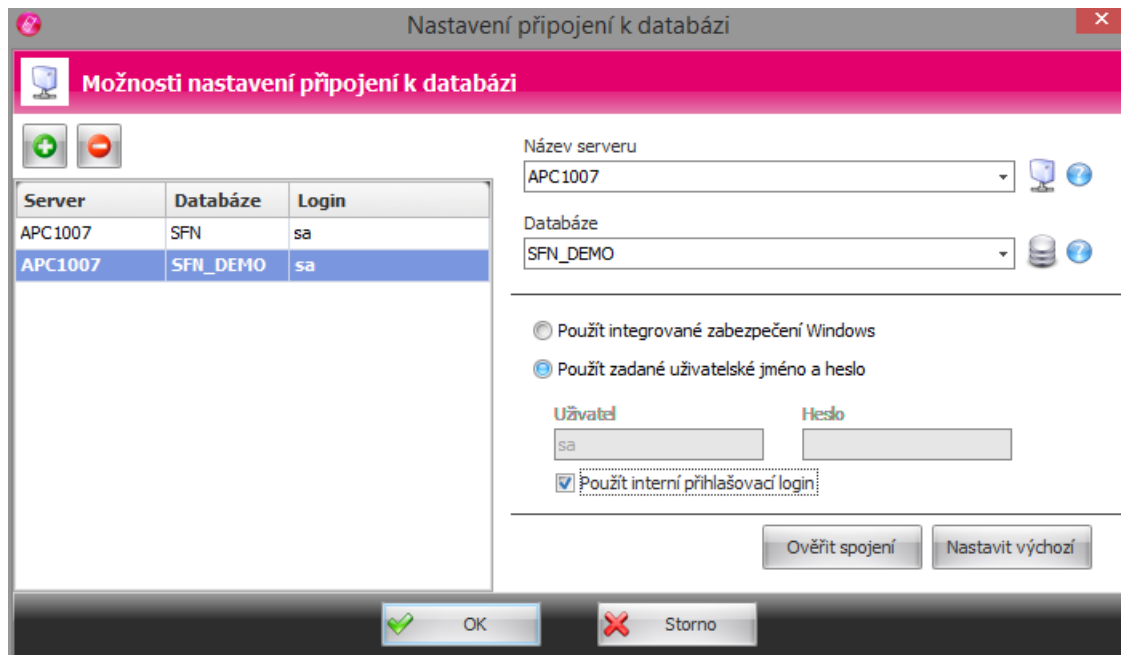 Nastavení připojení k databázi
Možnosti nastavení připojení k databázi
Server Databáze Login
APC1007 SFN sa
APC1007 SFN_DEMO sa
Název serveru
APC1007
Databáze
SFN_DEMO
Použít integrované zabezpečení Windows
Použít zadané uživatelské jméno a heslo
Uživatel Heslo
sa
Použít interní přihlašovací login
Ověřit spojení Nastavit výchozí
OK Storno